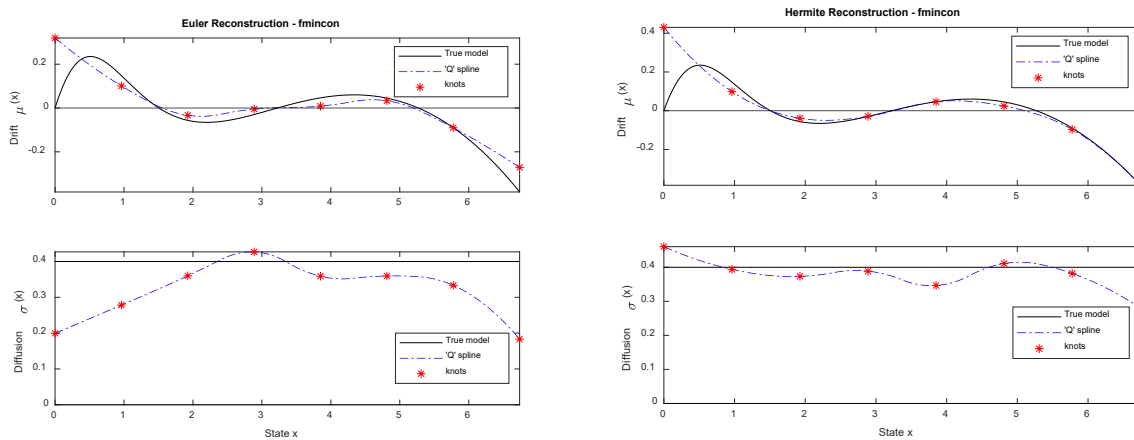 Euler Reconstruction - fmincon
0.2
0
-0.2
Drift μ (x)
True model
'Q' spline
knots
0 1 2 3 4 5 6
0.4
0.3
0.2
0.1
0
Diffusion σ (x)
True model
'Q' spline
knots
0 1 2 3 4 5 6
State x
Hermite Reconstruction - fmincon
0.4
0.2
0
-0.2
Drift μ (x)
True model
'Q' spline
knots
0 1 2 3 4 5 6
0.4
0.3
0.2
0.1
0
Diffusion σ (x)
True model
'Q' spline
knots
0 1 2 3 4 5 6
State x